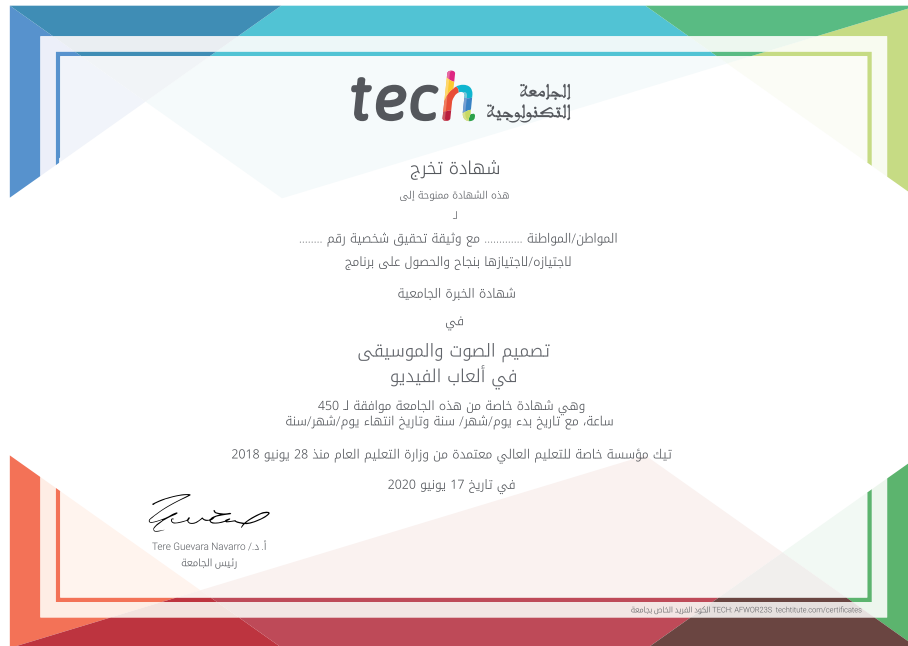 tech الجامعة
التكنولوجية
شهادة تخرج
هذه الشهادة ممنوحة إلى
لـ
المواطن/المواطنة ............ مع وثيقة تحقيق شخصية رقم ........
لاجتيازه/لاجتيازها بنجاح والحصول على برنامج
شهادة الخبرة الجامعية
في
تصميم الصوت والموسيقى
في ألعاب الفيديو
وهي شهادة خاصة من هذه الجامعة موافقة لـ 450
ساعة، مع تاريخ بدء يوم/شهر/ سنة وتاريخ انتهاء يوم/شهر/سنة
تيك مؤسسة خاصة للتعليم العالي معتمدة من وزارة التعليم العام منذ 28 يونيو 2018
في تاريخ 17 يونيو 2020
أ.د./ Tere Guevara Navarro
رئيس الجامعة
الكود الفريد الخاص بجامعة TECH: AFWOR23S techtitute.com/certificates